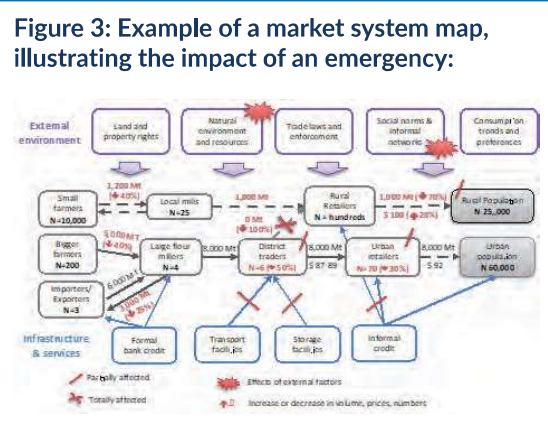 Figure 3: Example of a market system map,
illustrating the impact of an emergency:
External
environment
Land and
property rights
Natural
environment
and resources
Trade laws and
enforcement
Social norms &
informal
networks
Consumption
trends and
preferences
Small
farmers
N=10,000
1,200 Mt
(40%)
Local mills
N=25
1,000 Mt
Rural
Retailers
N = hundreds
1,000 Mt (70%)
$ 100 (20%)
Rural Population
N 25,,000
0 Mt
(100%)
Bigger
farmers
N=200
5,000Mt
(40%)
Large flour
millers
N=4
8,000 Mt
District
traders
N=6 (50%)
8,000 Mt
$ 87-89
Urban
retailers
N= 70 (30%)
8,000 Mt
$ 92
Urban
population
N 60,000
Importers/
Exporters
N=3
6,000 Mt
3,000 Mt
(25%)
Infrastructure
& services
Formal
bank credit
Transport
facilities
Storage
facilities
Informal
credit
Partially affected
Totally affected
Effects of external factors
Increase or decrease in volume, prices, numbers